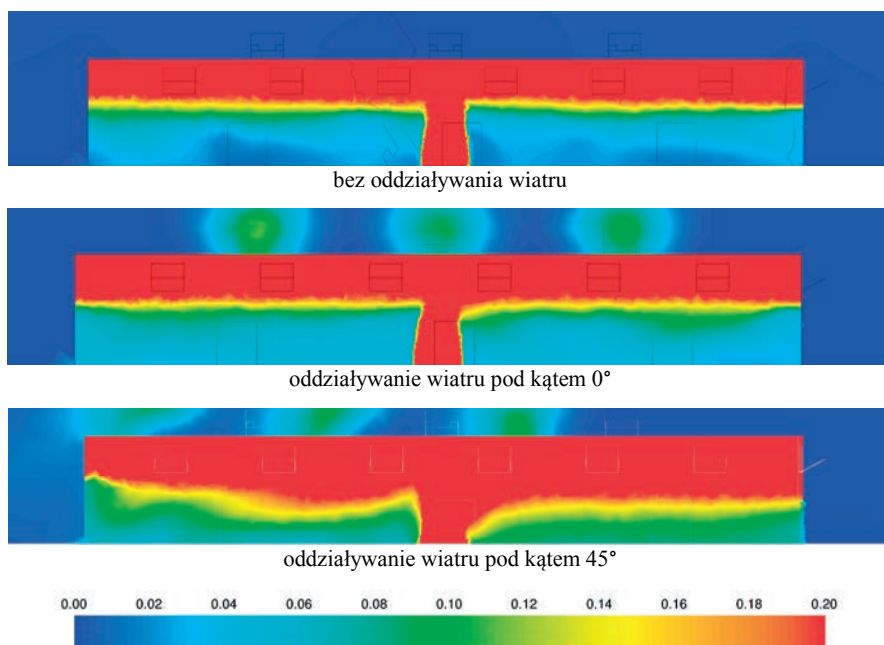 bez oddziaływania wiatru
oddziaływanie wiatru pod kątem 0°
oddziaływanie wiatru pod kątem 45°
0.00 0.02 0.04 0.06 0.08 0.10 0.12 0.14 0.16 0.18 0.20